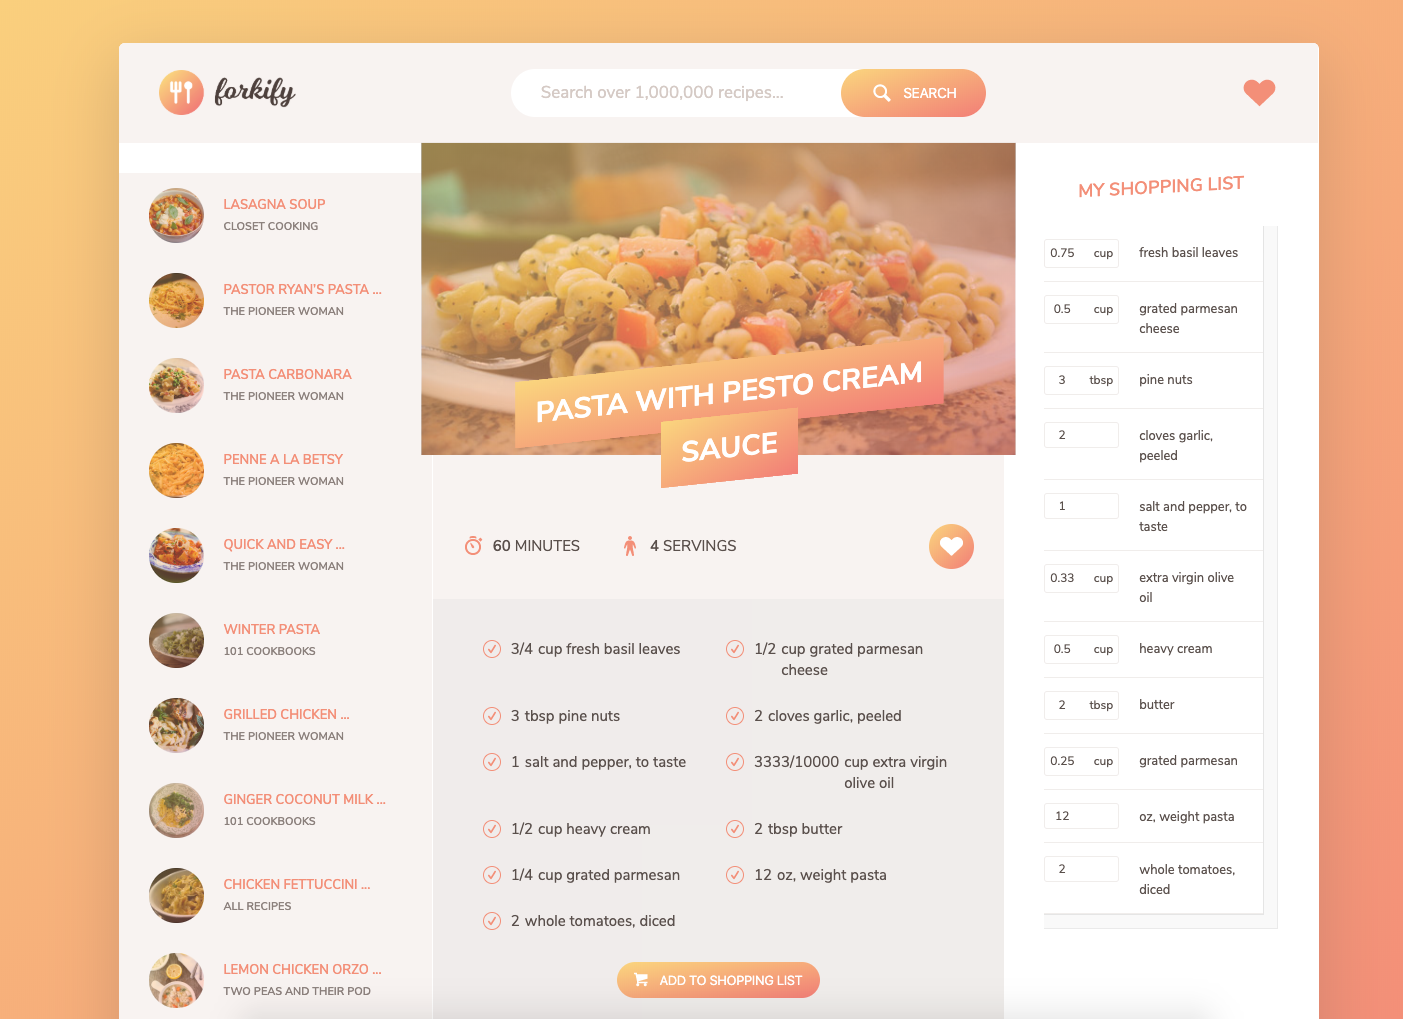 forkify
Search over 1,000,000 recipes...
SEARCH
LASAGNA SOUP
CLOSET COOKING
PASTOR RYAN'S PASTA ...
THE PIONEER WOMAN
PASTA CARBONARA
THE PIONEER WOMAN
PENNE A LA BETSY
THE PIONEER WOMAN
QUICK AND EASY ...
THE PIONEER WOMAN
WINTER PASTA
101 COOKBOOKS
GRILLED CHICKEN ...
THE PIONEER WOMAN
GINGER COCONUT MILK ...
101 COOKBOOKS
CHICKEN FETTUCCINI ...
ALL RECIPES
LEMON CHICKEN ORZO ...
TWO PEAS AND THEIR POD
PASTA WITH PESTO CREAM
SAUCE
60 MINUTES
4 SERVINGS
3/4 cup fresh basil leaves
1/2 cup grated parmesan
cheese
3 tbsp pine nuts
2 cloves garlic, peeled
1 salt and pepper, to taste
3333/10000 cup extra virgin
olive oil
1/2 cup heavy cream
2 tbsp butter
1/4 cup grated parmesan
12 oz, weight pasta
2 whole tomatoes, diced
ADD TO SHOPPING LIST
MY SHOPPING LIST
0.75 cup fresh basil leaves
0.5 cup grated parmesan
cheese
3 tbsp pine nuts
2 cloves garlic,
peeled
1 salt and pepper, to
taste
0.33 cup extra virgin olive
oil
0.5 cup heavy cream
2 tbsp butter
0.25 cup grated parmesan
12 oz, weight pasta
2 whole tomatoes,
diced